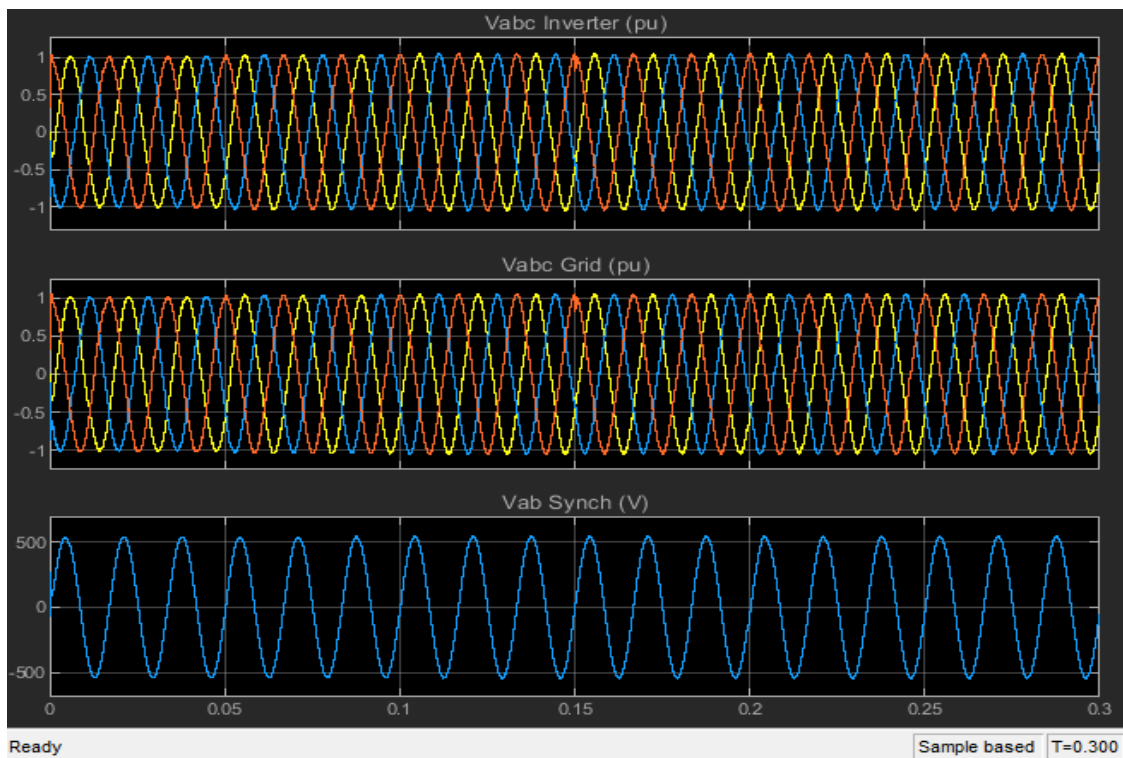 Vabc Inverter (pu)
1
0.5
0
-0.5
-1
Vabc Grid (pu)
1
0.5
0
-0.5
-1
Vab Synch (V)
500
0
-500
0 0.05 0.1 0.15 0.2 0.25 0.3
Ready Sample based T=0.300